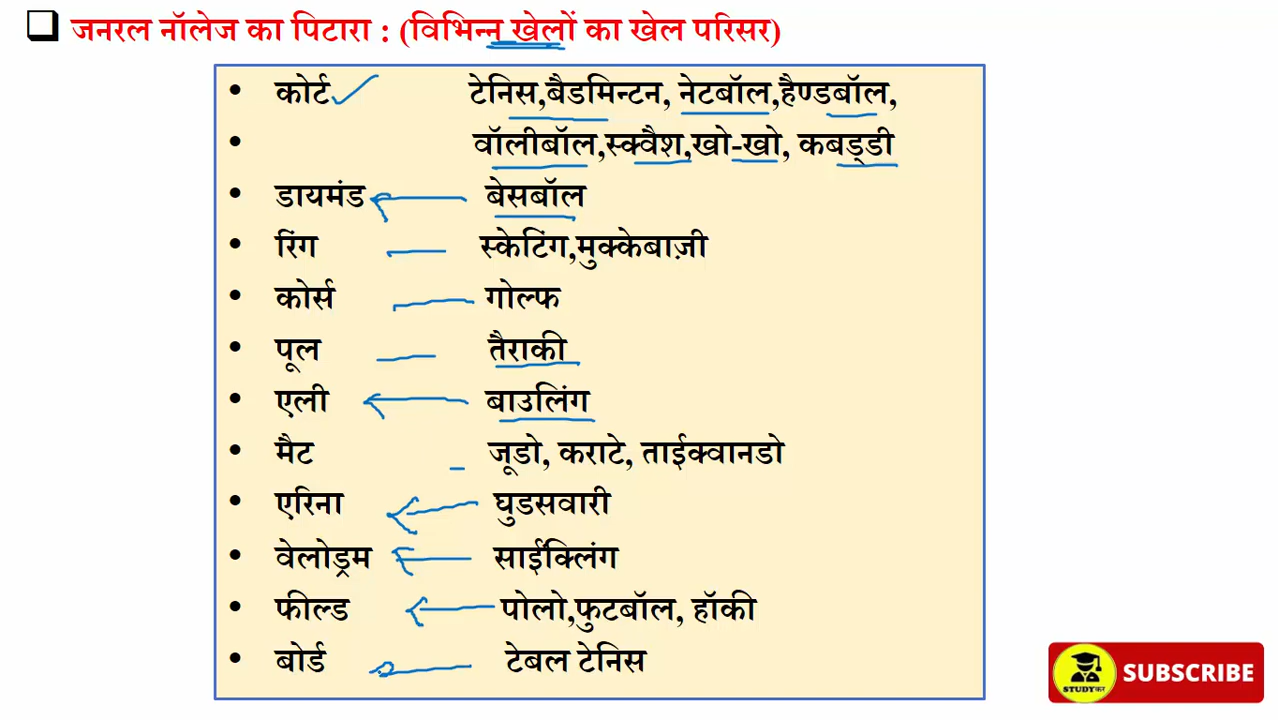 ❑ जनरल नॉलेज का पिटारा : (विभिन्न खेलों का खेल परिसर)
• कोर्ट टेनिस,बैडमिन्टन, नेटबॉल,हैण्डबॉल,
• वॉलीबॉल,स्क्वैश,खो-खो, कबड्डी
• डायमंड बेसबॉल
• रिंग स्केटिंग,मुक्केबाज़ी
• कोर्स गोल्फ
• पूल तैराकी
• एली बाउलिंग
• मैट जूडो, कराटे, ताईक्वानडो
• एरिना घुडसवारी
• वेलोड्रम साईक्लिंग
• फील्ड पोलो,फुटबॉल, हॉकी
• बोर्ड टेबल टेनिस
STUDYकर SUBSCRIBE